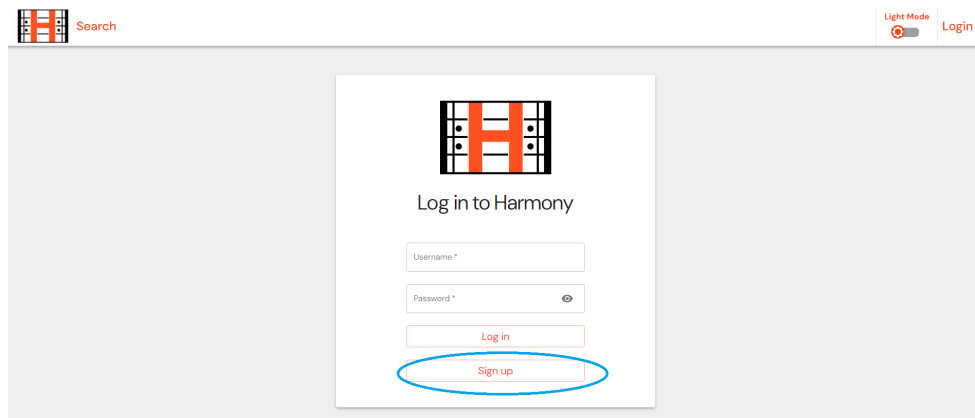 Search
Light Mode
Login
Log in to Harmony
Username *
Password *
Log in
Sign up